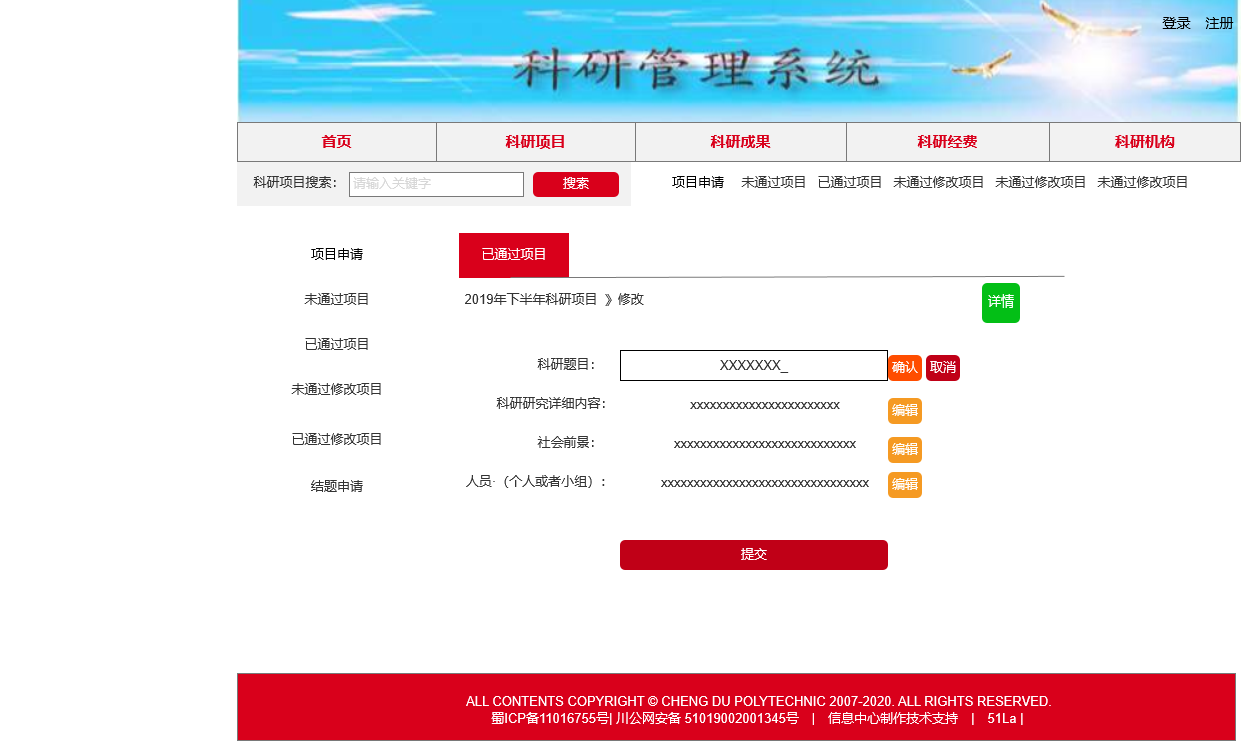 登录 注册
科研管理系统
首页 科研项目 科研成果 科研经费 科研机构
科研项目搜索： 请输入关键字 搜索 项目申请 未通过项目 已通过项目 未通过修改项目 未通过修改项目 未通过修改项目
项目申请 已通过项目
未通过项目 2019年下半年科研项目 》修改 详情
已通过项目
科研题目： XXXXXXX_ 确认 取消
未通过修改项目
科研研究详细内容： xxxxxxxxxxxxxxxxxxxxxxx 编辑
已通过修改项目 社会前景： xxxxxxxxxxxxxxxxxxxxxxxxxxxx 编辑
结题申请 人员·（个人或者小组）： xxxxxxxxxxxxxxxxxxxxxxxxxxxxxxxx 编辑
提交
ALL CONTENTS COPYRIGHT © CHENG DU POLYTECHNIC 2007-2020. ALL RIGHTS RESERVED.
蜀ICP备11016755号| 川公网安备 51019002001345号 | 信息中心制作技术支持 | 51La |